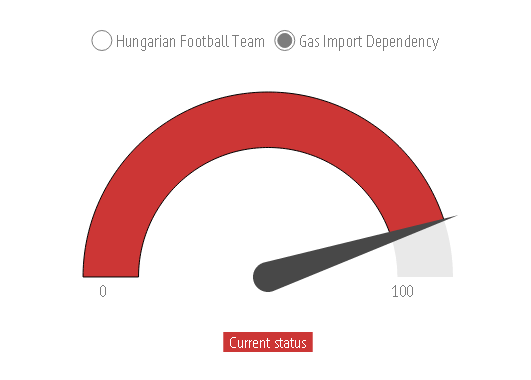 Hungarian Football Team Gas Import Dependency
0 100
Current status